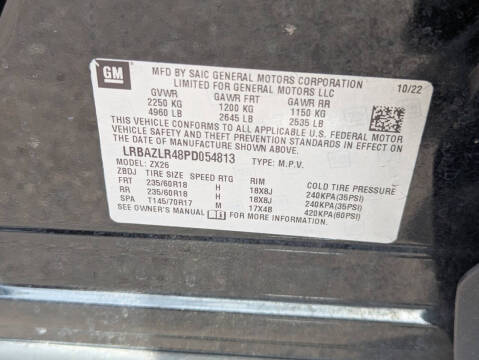 GM
MFD BY SAIC GENERAL MOTORS CORPORATION 10/22
LIMITED FOR GENERAL MOTORS LLC
GVWR GAWR FRT GAWR RR
2250 KG 1200 KG 1150 KG
4960 LB 2645 LB 2535 LB
THIS VEHICLE CONFORMS TO ALL APPLICABLE U.S. FEDERAL MOTOR
VEHICLE SAFETY AND THEFT PREVENTION STANDARDS IN EFFECT ON
THE DATE OF MANUFACTURE SHOWN ABOVE.
LRBAZLR48PD054813 TYPE: M.P.V.
MODEL: ZX26
ZBDJ TIRE SIZE SPEED RTG RIM COLD TIRE PRESSURE
FRT 235/60R18 H 18X8J 240KPA(35PSI)
RR 235/60R18 H 18X8J 240KPA(35PSI)
SPA T145/70R17 M 17X4B 420KPA(60PSI)
SEE OWNER'S MANUAL FOR MORE INFORMATION.